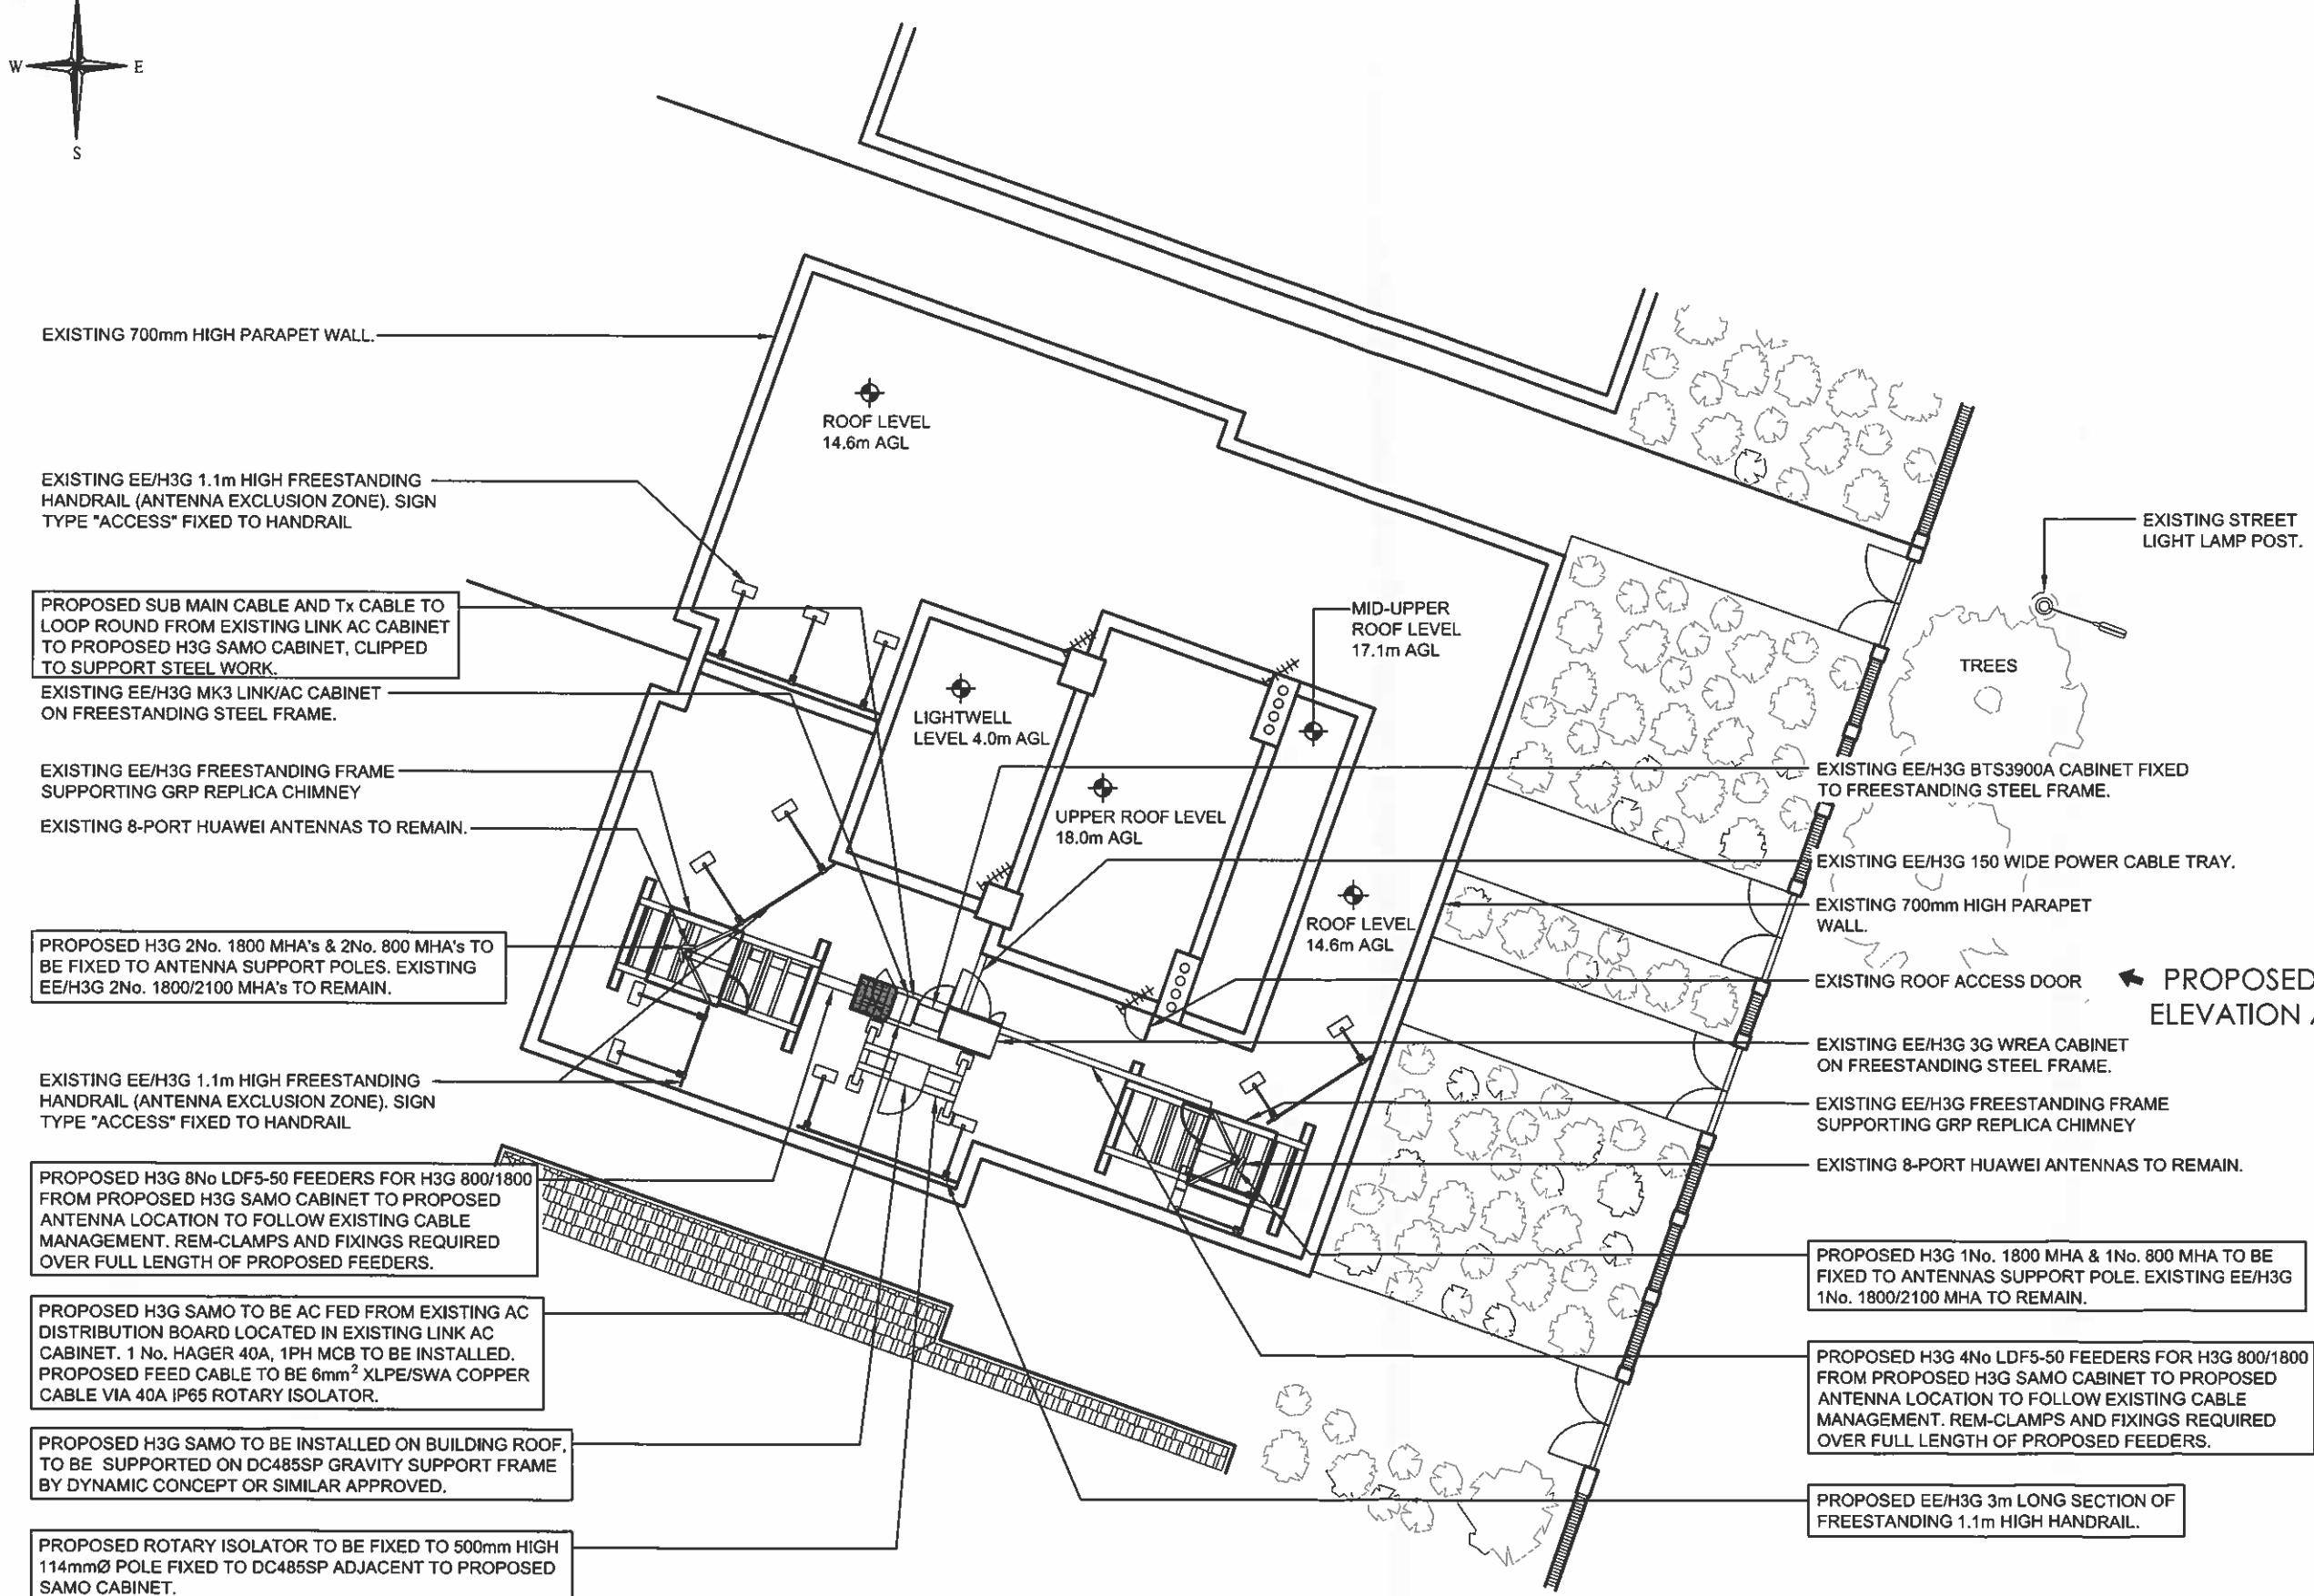 W
E
S
EXISTING 700mm HIGH PARAPET WALL.
ROOF LEVEL
14.6m AGL
EXISTING EE/H3G 1.1m HIGH FREESTANDING
HANDRAIL (ANTENNA EXCLUSION ZONE). SIGN
TYPE "ACCESS" FIXED TO HANDRAIL
PROPOSED SUB MAIN CABLE AND Tx CABLE TO
LOOP ROUND FROM EXISTING LINK AC CABINET
TO PROPOSED H3G SAMO CABINET, CLIPPED
TO SUPPORT STEEL WORK.
EXISTING EE/H3G MK3 LINK/AC CABINET
ON FREESTANDING STEEL FRAME.
EXISTING EE/H3G FREESTANDING FRAME
SUPPORTING GRP REPLICA CHIMNEY
EXISTING 8-PORT HUAWEI ANTENNAS TO REMAIN.
PROPOSED H3G 2No. 1800 MHA's & 2No. 800 MHA's TO
BE FIXED TO ANTENNA SUPPORT POLES. EXISTING
EE/H3G 2No. 1800/2100 MHA's TO REMAIN.
EXISTING EE/H3G 1.1m HIGH FREESTANDING
HANDRAIL (ANTENNA EXCLUSION ZONE). SIGN
TYPE "ACCESS" FIXED TO HANDRAIL
PROPOSED H3G 8No LDF5-50 FEEDERS FOR H3G 800/1800
FROM PROPOSED H3G SAMO CABINET TO PROPOSED
ANTENNA LOCATION TO FOLLOW EXISTING CABLE
MANAGEMENT. REM-CLAMPS AND FIXINGS REQUIRED
OVER FULL LENGTH OF PROPOSED FEEDERS.
PROPOSED H3G SAMO TO BE AC FED FROM EXISTING AC
DISTRIBUTION BOARD LOCATED IN EXISTING LINK AC
CABINET. 1 No. HAGER 40A, 1PH MCB TO BE INSTALLED.
PROPOSED FEED CABLE TO BE 6mm² XLPE/SWA COPPER
CABLE VIA 40A IP65 ROTARY ISOLATOR.
PROPOSED H3G SAMO TO BE INSTALLED ON BUILDING ROOF,
TO BE SUPPORTED ON DC485SP GRAVITY SUPPORT FRAME
BY DYNAMIC CONCEPT OR SIMILAR APPROVED.
PROPOSED ROTARY ISOLATOR TO BE FIXED TO 500mm HIGH
114mmØ POLE FIXED TO DC485SP ADJACENT TO PROPOSED
SAMO CABINET.
LIGHTWELL
LEVEL 4.0m AGL
UPPER ROOF LEVEL
18.0m AGL
MID-UPPER
ROOF LEVEL
17.1m AGL
ROOF LEVEL
14.6m AGL
EXISTING STREET
LIGHT LAMP POST.
TREES
EXISTING EE/H3G BTS3900A CABINET FIXED
TO FREESTANDING STEEL FRAME.
EXISTING EE/H3G 150 WIDE POWER CABLE TRAY.
EXISTING 700mm HIGH PARAPET
WALL.
EXISTING ROOF ACCESS DOOR
PROPOSED
ELEVATION
EXISTING EE/H3G 3G WREA CABINET
ON FREESTANDING STEEL FRAME.
EXISTING EE/H3G FREESTANDING FRAME
SUPPORTING GRP REPLICA CHIMNEY
EXISTING 8-PORT HUAWEI ANTENNAS TO REMAIN.
PROPOSED H3G 1No. 1800 MHA & 1No. 800 MHA TO BE
FIXED TO ANTENNAS SUPPORT POLE. EXISTING EE/H3G
1No. 1800/2100 MHA TO REMAIN.
PROPOSED H3G 4No LDF5-50 FEEDERS FOR H3G 800/1800
FROM PROPOSED H3G SAMO CABINET TO PROPOSED
ANTENNA LOCATION TO FOLLOW EXISTING CABLE
MANAGEMENT. REM-CLAMPS AND FIXINGS REQUIRED
OVER FULL LENGTH OF PROPOSED FEEDERS.
PROPOSED EE/H3G 3m LONG SECTION OF
FREESTANDING 1.1m HIGH HANDRAIL.